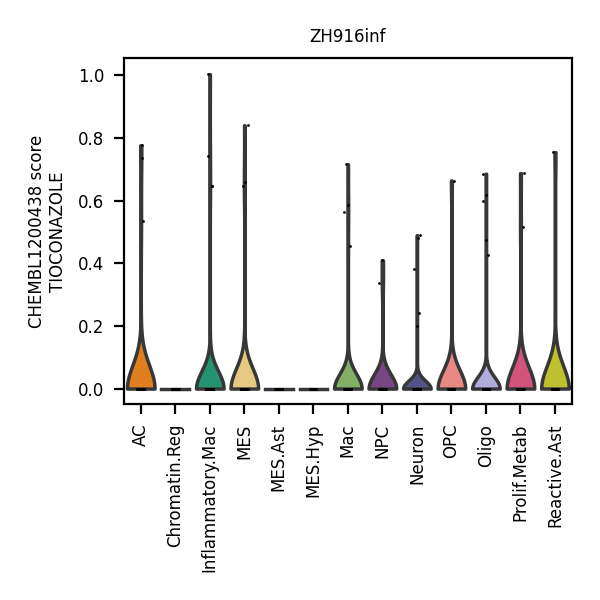 ZH916inf
CHEMBL1200438 score
TIOCONAZOLE
1.0
0.8
0.6
0.4
0.2
0.0
AC
Chromatin.Reg
Inflammatory.Mac
MES
MES.Ast
MES.Hyp
Mac
NPC
Neuron
OPC
Oligo
Prolif.Metab
Reactive.Ast